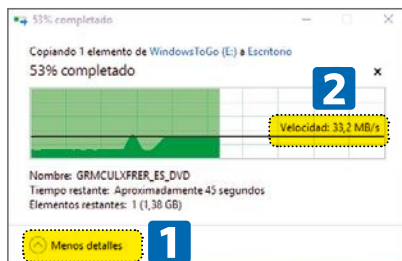 53% completado
Copiando 1 elemento de WindowsToGo (E:) a Escritorio
53% completado
2
Velocidad: 33,2 MB/s
Nombre: GRMCULXFRER_ES_DVD
Tiempo restante: Aproximadamente 45 segundos
Elementos restantes: 1 (1,38 GB)
Menos detalles
1